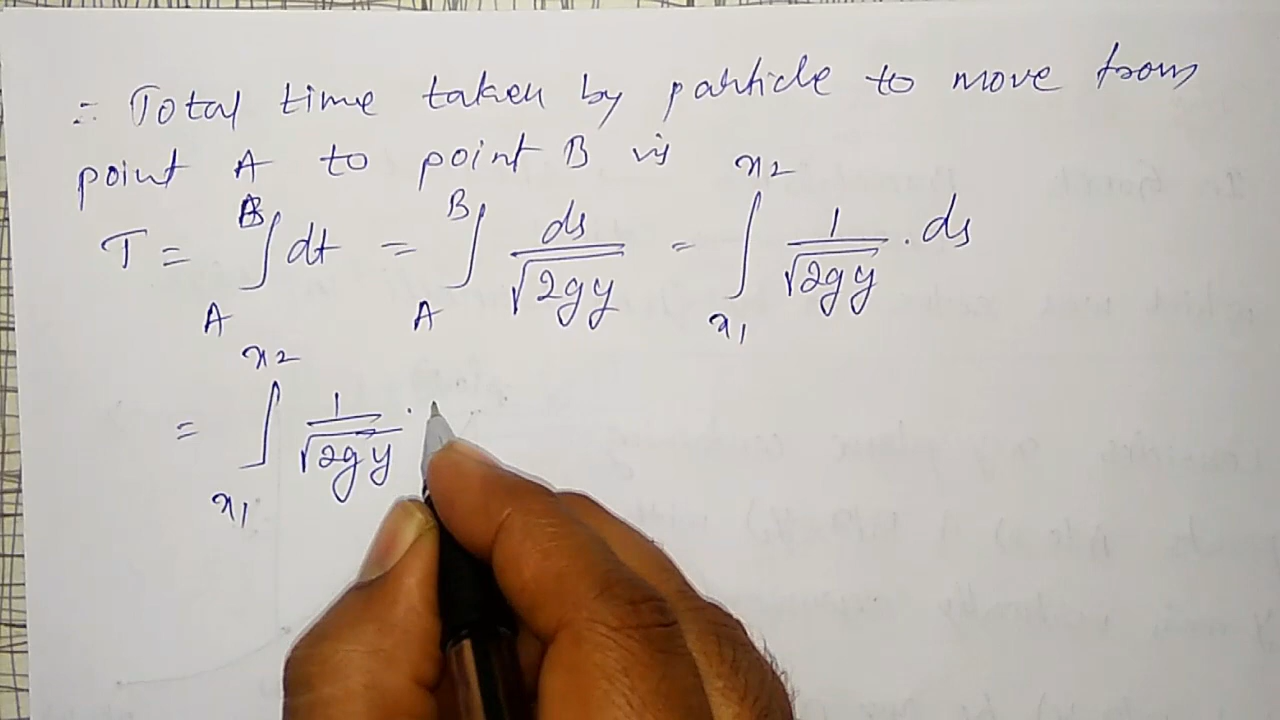 ∴ Total time taken by particle to move from
point A to point B is
T = ∫_A^B dt = ∫_A^B ds/√(2gy) = ∫_{x1}^{x2} 1/√(2gy) . ds
= ∫_{x1}^{x2} 1/√(2gy) .